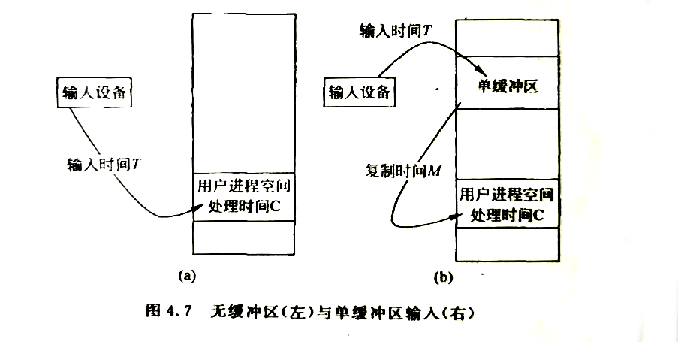 输入设备
输入时间T
用户进程空间
处理时间C
(a)
输入时间T
输入设备
单缓冲区
复制时间M
用户进程空间
处理时间C
(b)
图 4.7 无缓冲区(左)与单缓冲区输入(右)